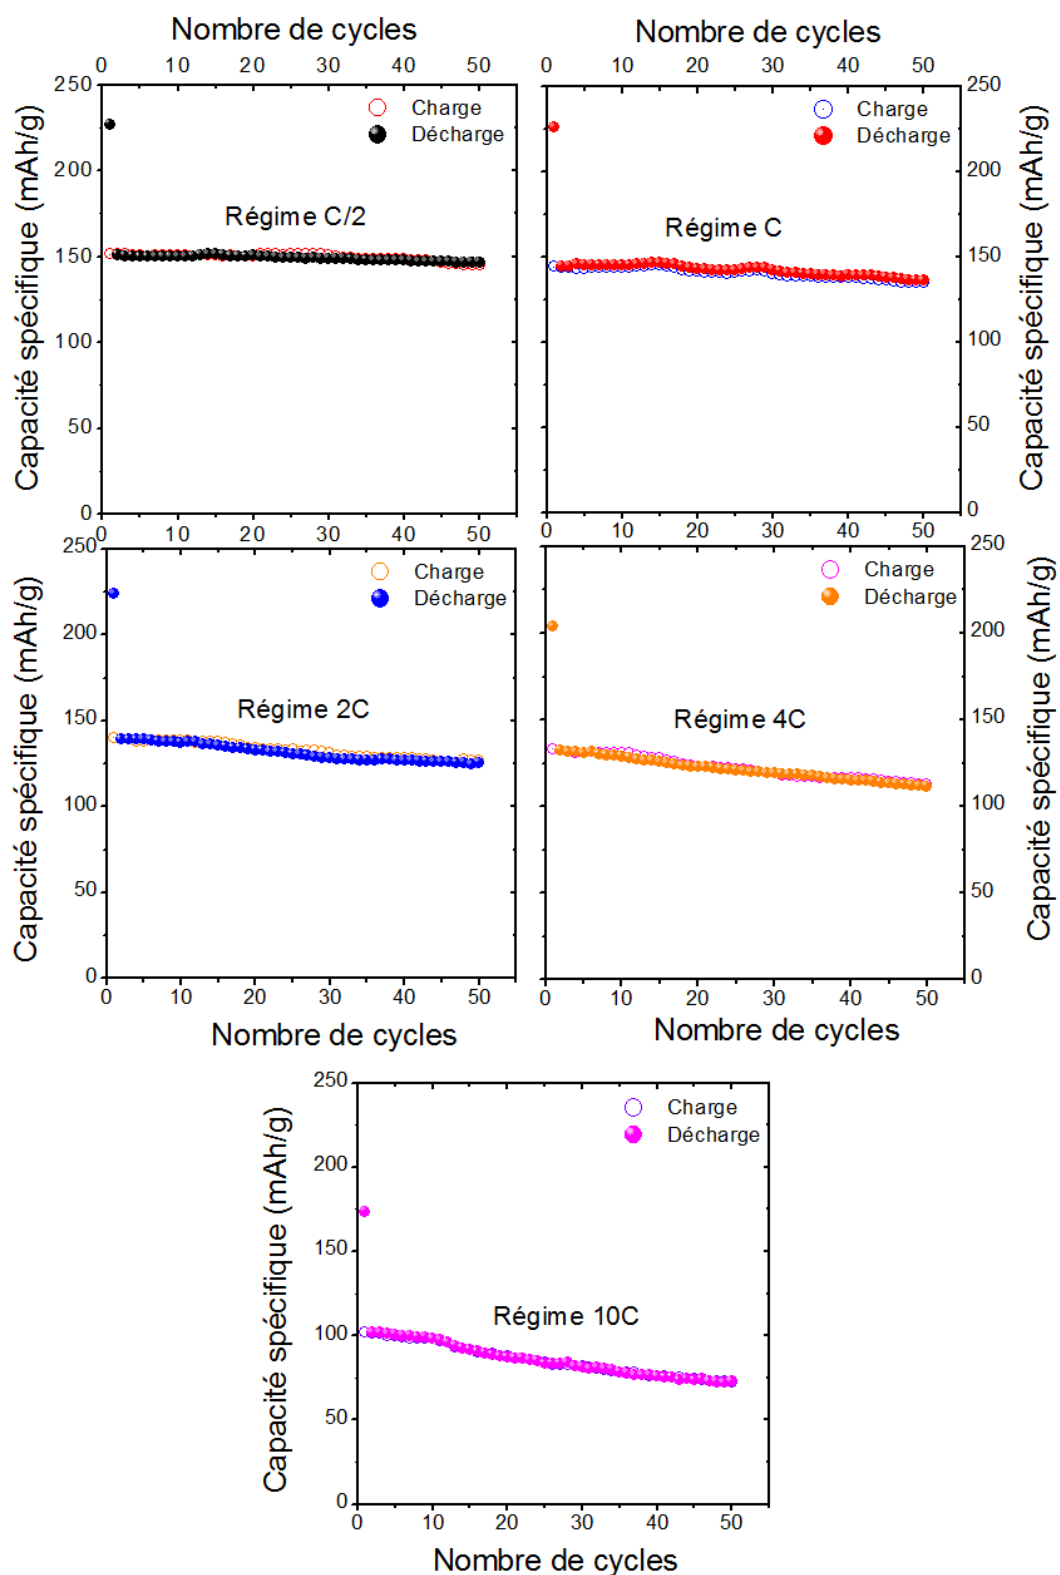 Nombre de cycles
Nombre de cycles
0 10 20 30 40 50
0 10 20 30 40 50
250
200
150
100
50
0
Capacité spécifique (mAh/g)
Charge
Décharge
Régime C/2
Charge
Décharge
Régime C
250
200
150
100
50
0
Capacité spécifique (mAh/g)
0 10 20 30 40 50
0 10 20 30 40 50
250
200
150
100
50
0
Capacité spécifique (mAh/g)
Charge
Décharge
Régime 2C
Charge
Décharge
Régime 4C
250
200
150
100
50
0
Capacité spécifique (mAh/g)
0 10 20 30 40 50
0 10 20 30 40 50
Nombre de cycles
Nombre de cycles
250
200
150
100
50
0
Capacité spécifique (mAh/g)
Charge
Décharge
Régime 10C
0 10 20 30 40 50
Nombre de cycles